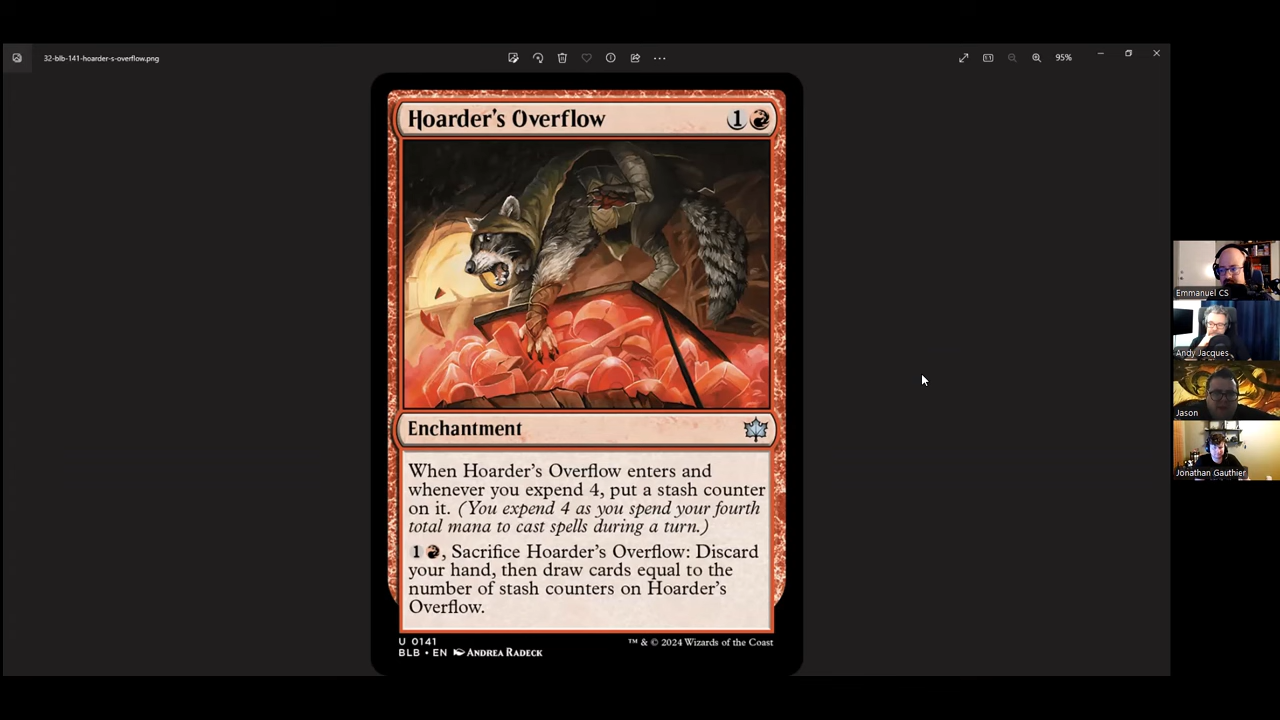 32-blb-141-hoarder-s-overflow.png
95%
Hoarder's Overflow
1
Enchantment
When Hoarder's Overflow enters and
whenever you expend 4, put a stash counter
on it. (You expend 4 as you spend your fourth
total mana to cast spells during a turn.)
1 , Sacrifice Hoarder's Overflow: Discard
your hand, then draw cards equal to the
number of stash counters on Hoarder's
Overflow.
U 0141
BLB • EN ANDREA RADECK
™ & © 2024 Wizards of the Coast
Emmanuel CS
Andy Jacques
Jason
Jonathan Gauthier